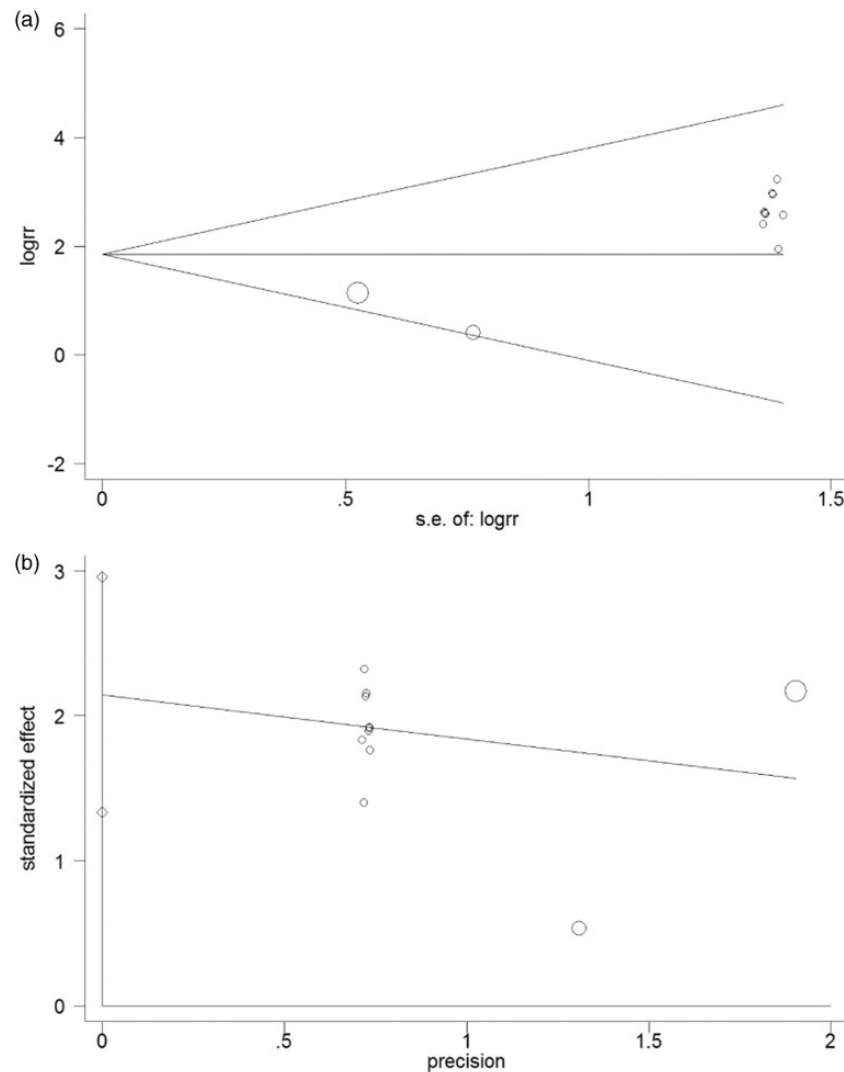 (a)
6
4
2
0
-2
logrr
0 .5 1 1.5
s.e. of: logrr
(b)
3
2
1
0
standardized effect
0 .5 1 1.5 2
precision